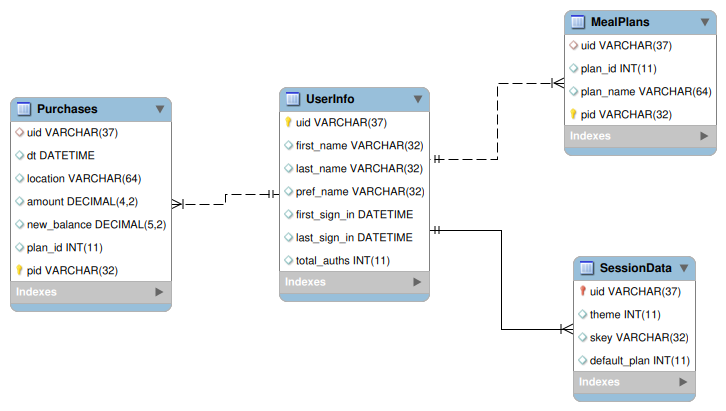 MealPlans
uid VARCHAR(37)
plan_id INT(11)
plan_name VARCHAR(64)
pid VARCHAR(32)
Indexes
UserInfo
uid VARCHAR(37)
first_name VARCHAR(32)
last_name VARCHAR(32)
pref_name VARCHAR(32)
first_sign_in DATETIME
last_sign_in DATETIME
total_auths INT(11)
Indexes
Purchases
uid VARCHAR(37)
dt DATETIME
location VARCHAR(64)
amount DECIMAL(4,2)
new_balance DECIMAL(5,2)
plan_id INT(11)
pid VARCHAR(32)
Indexes
SessionData
uid VARCHAR(37)
theme INT(11)
skey VARCHAR(32)
default_plan INT(11)
Indexes